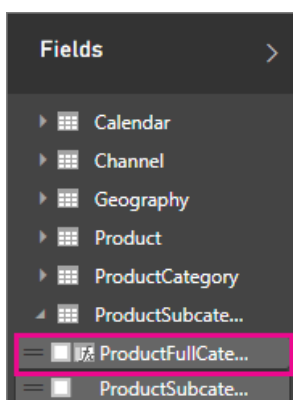 Fields
Calendar
Channel
Geography
Product
ProductCategory
ProductSubcate...
ProductFullCate...
ProductSubcate...